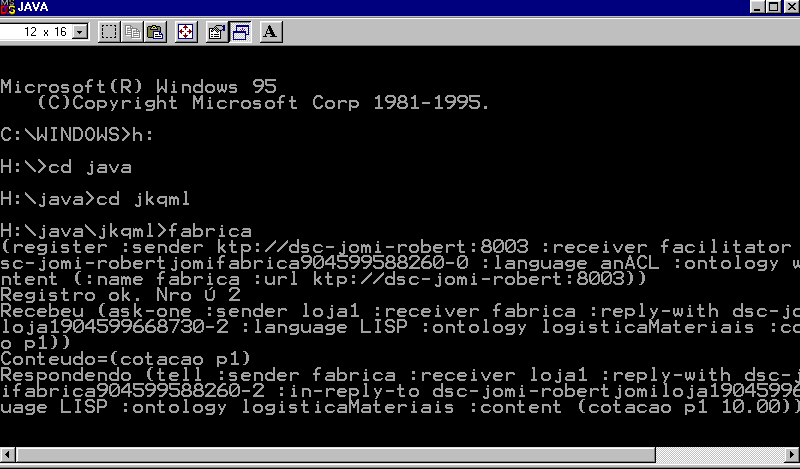 JAVA
12 x 16
A
Microsoft(R) Windows 95
(C)Copyright Microsoft Corp 1981-1995.
C:\WINDOWS>h:
H:\>cd java
H:\java>cd jkqml
H:\java\jkqml>fabrica
(register :sender ktp://dsc-jomi-robert:8003 :receiver facilitator
sc-jomi-robertjomifabrica904599588260-0 :language anACL :ontology w
ntent (:name fabrica :url ktp://dsc-jomi-robert:8003))
Registro ok. Nro Ú 2
Recebeu (ask-one :sender loja1 :receiver fabrica :reply-with dsc-jo
loja1904599668730-2 :language LISP :ontology logisticaMateriais :co
o p1))
Conteudo=(cotacao p1)
Respondendo (tell :sender fabrica :receiver loja1 :reply-with dsc-j
ifabrica904599588260-2 :in-reply-to dsc-jomi-robertjomiloja19045996
uage LISP :ontology logisticaMateriais :content (cotacao p1 10.00))